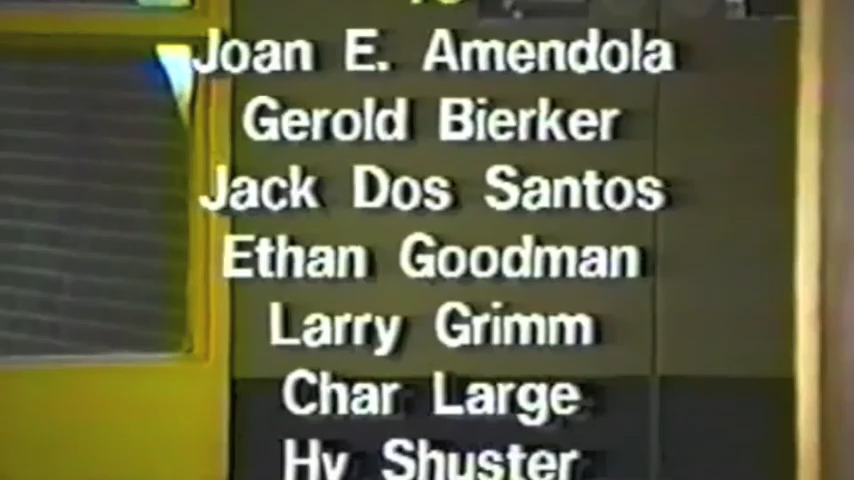 Joan E. Amendola
Gerold Bierker
Jack Dos Santos
Ethan Goodman
Larry Grimm
Char Large
Hy Shuster